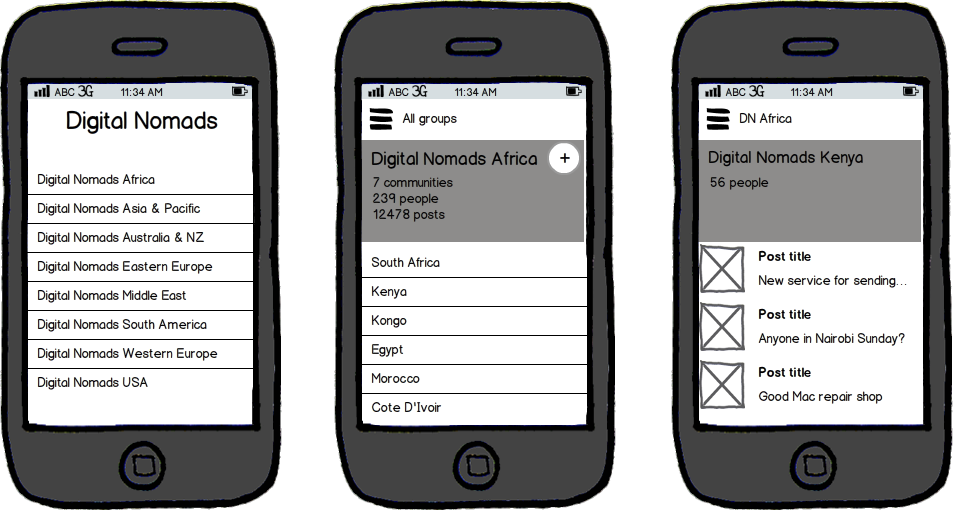 ABC 3G 11:34 AM
Digital Nomads
Digital Nomads Africa
Digital Nomads Asia & Pacific
Digital Nomads Australia & NZ
Digital Nomads Eastern Europe
Digital Nomads Middle East
Digital Nomads South America
Digital Nomads Western Europe
Digital Nomads USA
ABC 3G 11:34 AM
All groups
Digital Nomads Africa +
7 communities
239 people
12478 posts
South Africa
Kenya
Kongo
Egypt
Morocco
Cote D'Ivoir
ABC 3G 11:34 AM
DN Africa
Digital Nomads Kenya
56 people
Post title
New service for sending...
Post title
Anyone in Nairobi Sunday?
Post title
Good Mac repair shop